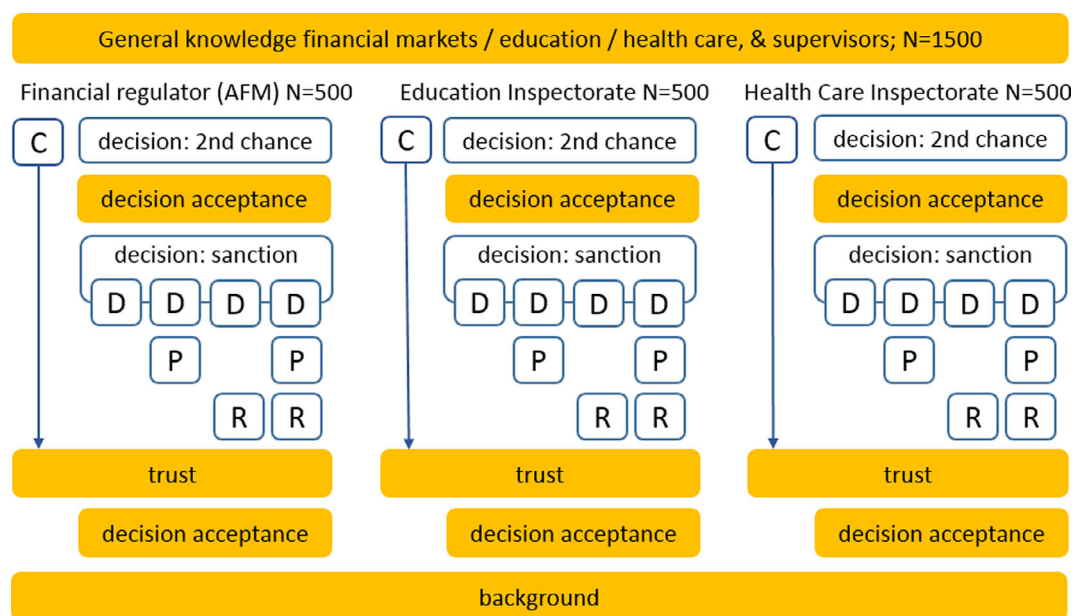 General knowledge financial markets / education / health care, & supervisors; N=1500
Financial regulator (AFM) N=500
C
decision: 2nd chance
decision acceptance
decision: sanction
D D D D
P P
R R
trust
decision acceptance
Education Inspectorate N=500
C
decision: 2nd chance
decision acceptance
decision: sanction
D D D D
P P
R R
trust
decision acceptance
Health Care Inspectorate N=500
C
decision: 2nd chance
decision acceptance
decision: sanction
D D D D
P P
R R
trust
decision acceptance
background